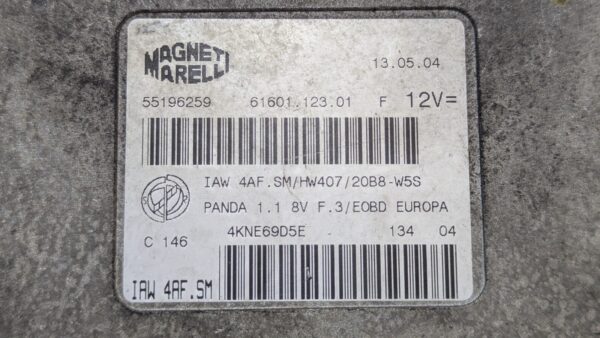 MAGNETI
MARELLI
13.05.04
55196259 61601.123.01 F 12V=
IAW 4AF.SM/HW407/20B8-W5S
PANDA 1.1 8V F.3/EOBD EUROPA
4KNE69D5E 134 04
C 146
IAW 4AF.SM